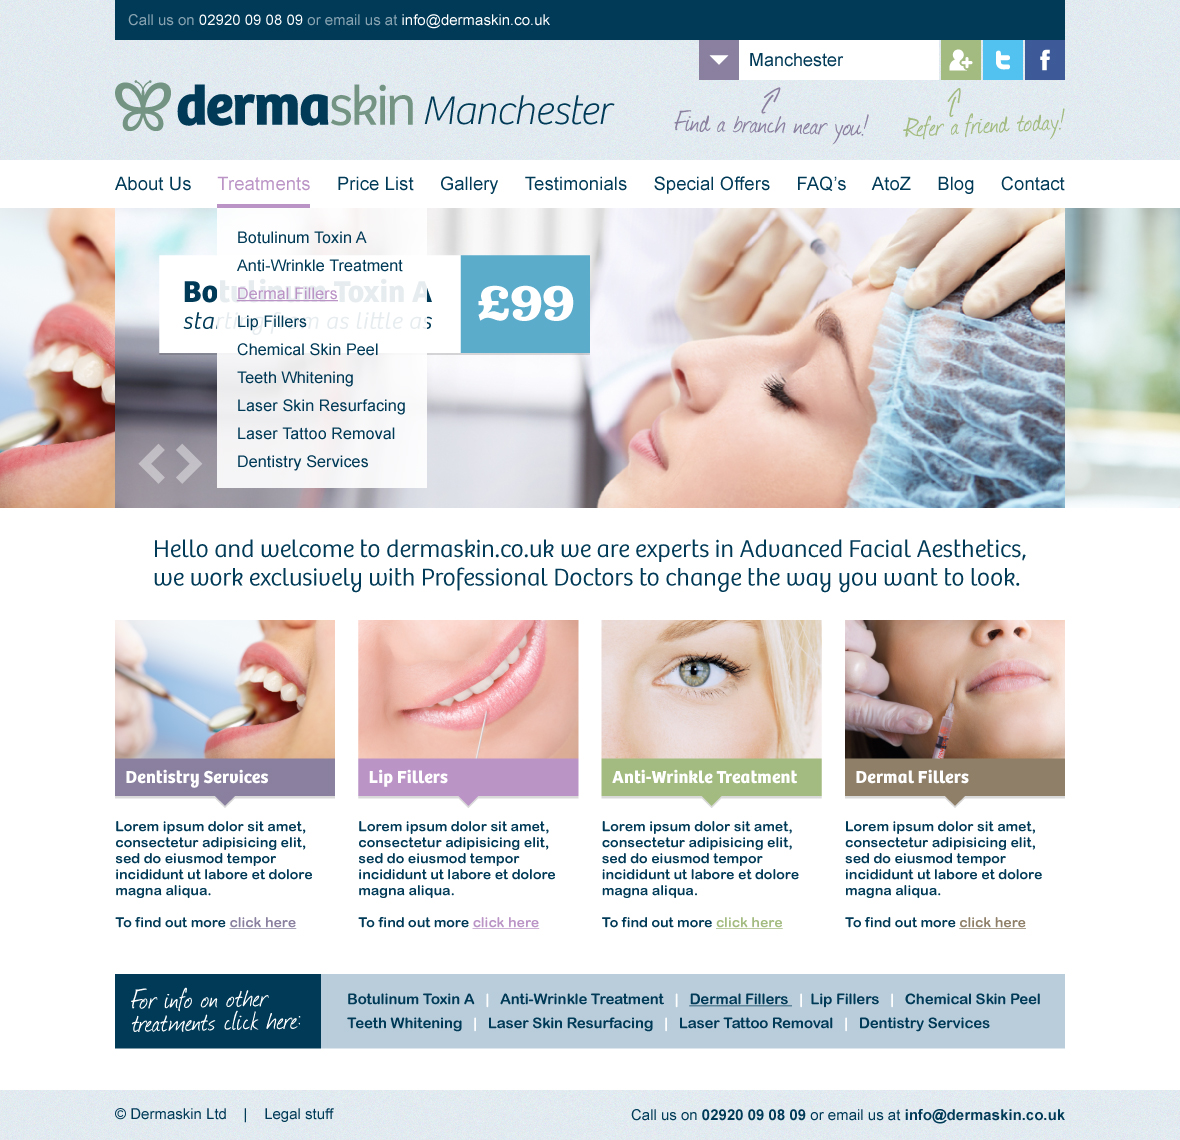 Call us on 02920 09 08 09 or email us at info@dermaskin.co.uk
Manchester
dermaskin Manchester
Find a branch near you!
Refer a friend today!
About Us Treatments Price List Gallery Testimonials Special Offers FAQ's AtoZ Blog Contact
Botulinum Toxin A
starting from as little as
£99
Botulinum Toxin A
Anti-Wrinkle Treatment
Dermal Fillers
Lip Fillers
Chemical Skin Peel
Teeth Whitening
Laser Skin Resurfacing
Laser Tattoo Removal
Dentistry Services
Hello and welcome to dermaskin.co.uk we are experts in Advanced Facial Aesthetics,
we work exclusively with Professional Doctors to change the way you want to look.
Dentistry Services
Lorem ipsum dolor sit amet,
consectetur adipisicing elit,
sed do eiusmod tempor
incididunt ut labore et dolore
magna aliqua.
To find out more click here
Lip Fillers
Lorem ipsum dolor sit amet,
consectetur adipisicing elit,
sed do eiusmod tempor
incididunt ut labore et dolore
magna aliqua.
To find out more click here
Anti-Wrinkle Treatment
Lorem ipsum dolor sit amet,
consectetur adipisicing elit,
sed do eiusmod tempor
incididunt ut labore et dolore
magna aliqua.
To find out more click here
Dermal Fillers
Lorem ipsum dolor sit amet,
consectetur adipisicing elit,
sed do eiusmod tempor
incididunt ut labore et dolore
magna aliqua.
To find out more click here
For info on other
treatments click here:
Botulinum Toxin A | Anti-Wrinkle Treatment | Dermal Fillers | Lip Fillers | Chemical Skin Peel
Teeth Whitening | Laser Skin Resurfacing | Laser Tattoo Removal | Dentistry Services
© Dermaskin Ltd | Legal stuff
Call us on 02920 09 08 09 or email us at info@dermaskin.co.uk